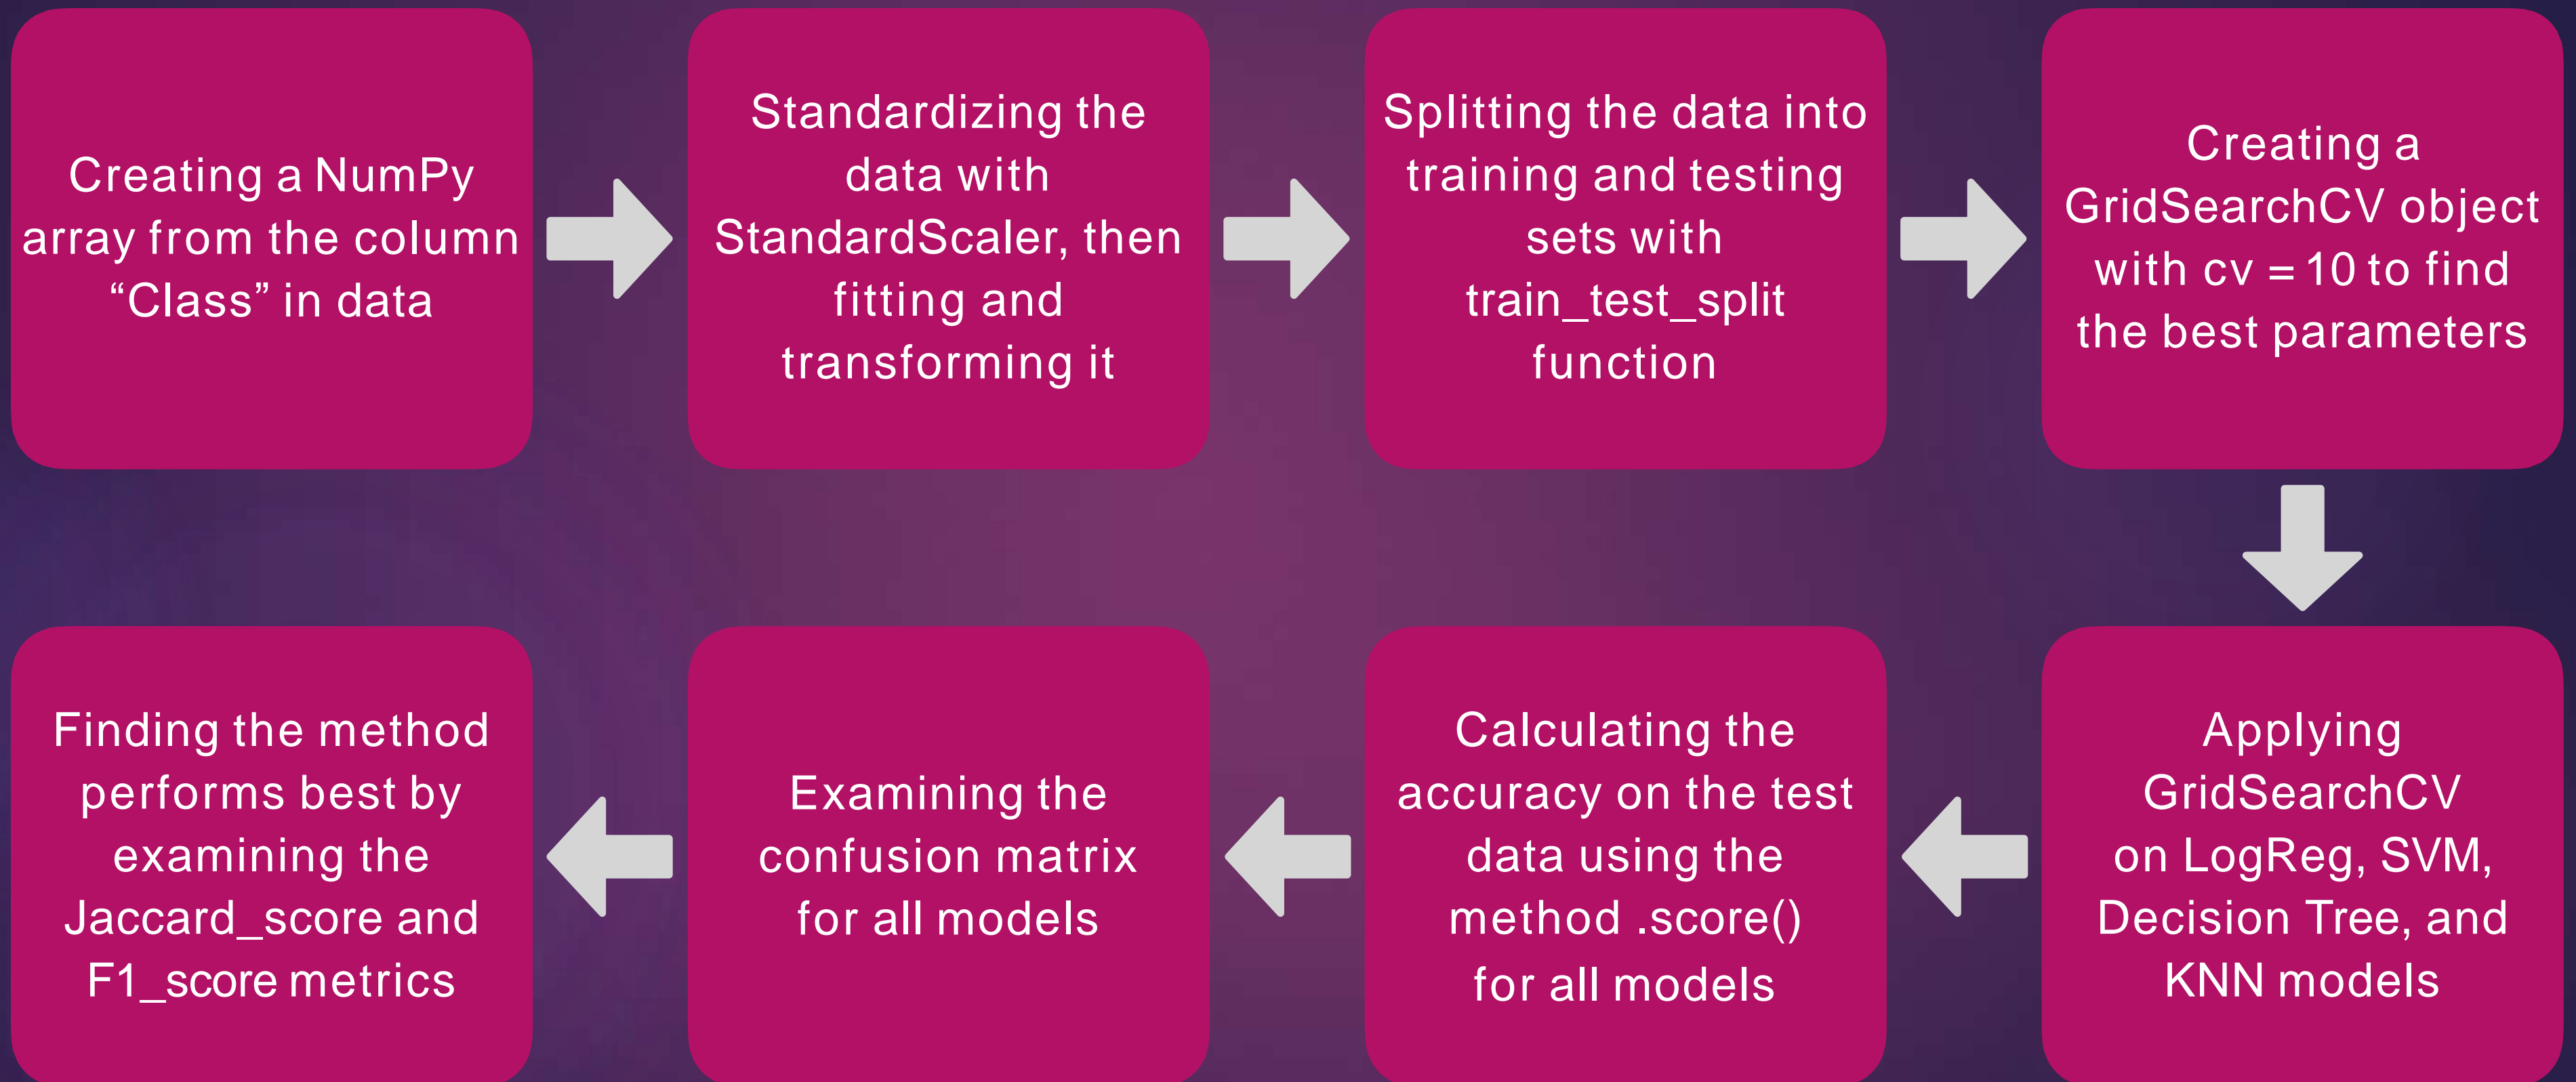 Creating a NumPy
array from the column
“Class” in data
Standardizing the
data with
StandardScaler, then
fitting and
transforming it
Splitting the data into
training and testing
sets with
train_test_split
function
Creating a
GridSearchCV object
with cv = 10 to find
the best parameters
Applying
GridSearchCV
on LogReg, SVM,
Decision Tree, and
KNN models
Calculating the
accuracy on the test
data using the
method .score()
for all models
Examining the
confusion matrix
for all models
Finding the method
performs best by
examining the
Jaccard_score and
F1_score metrics